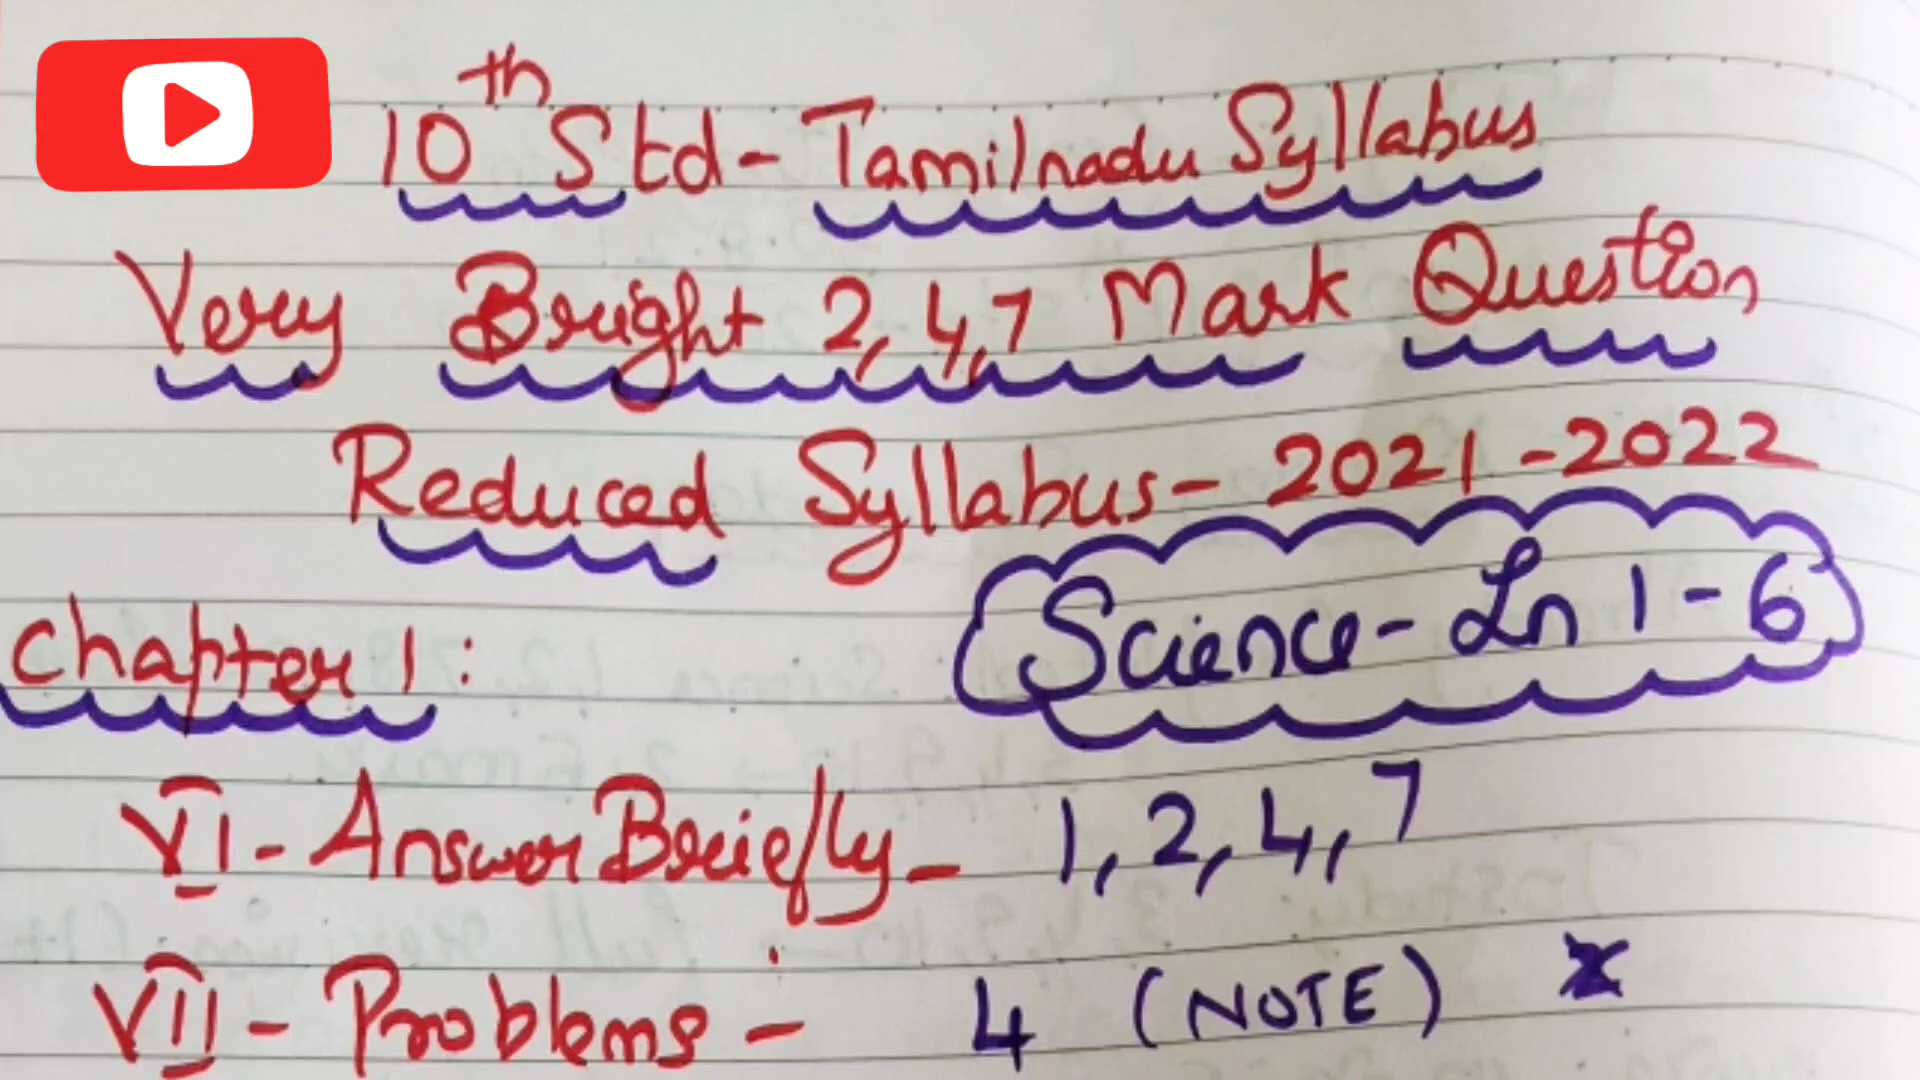 10th Std - Tamilnadu Syllabus
Very Bright 2, 4, 7 Mark Question
Reduced Syllabus - 2021 - 2022
Science - Ln 1 - 6
Chapter 1 :
VI - Answer Briefly - 1, 2, 4, 7
VII - Problems - 4 (NOTE)